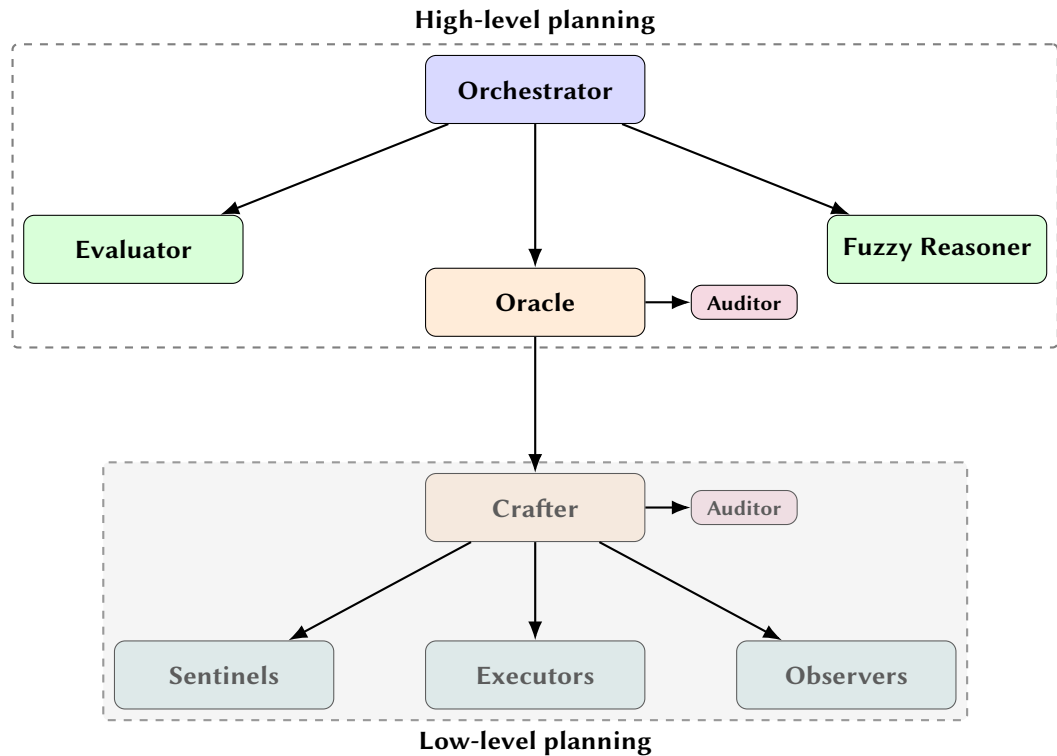 High-level planning
Orchestrator
Evaluator
Fuzzy Reasoner
Oracle
Auditor
Crafter
Auditor
Sentinels
Executors
Observers
Low-level planning